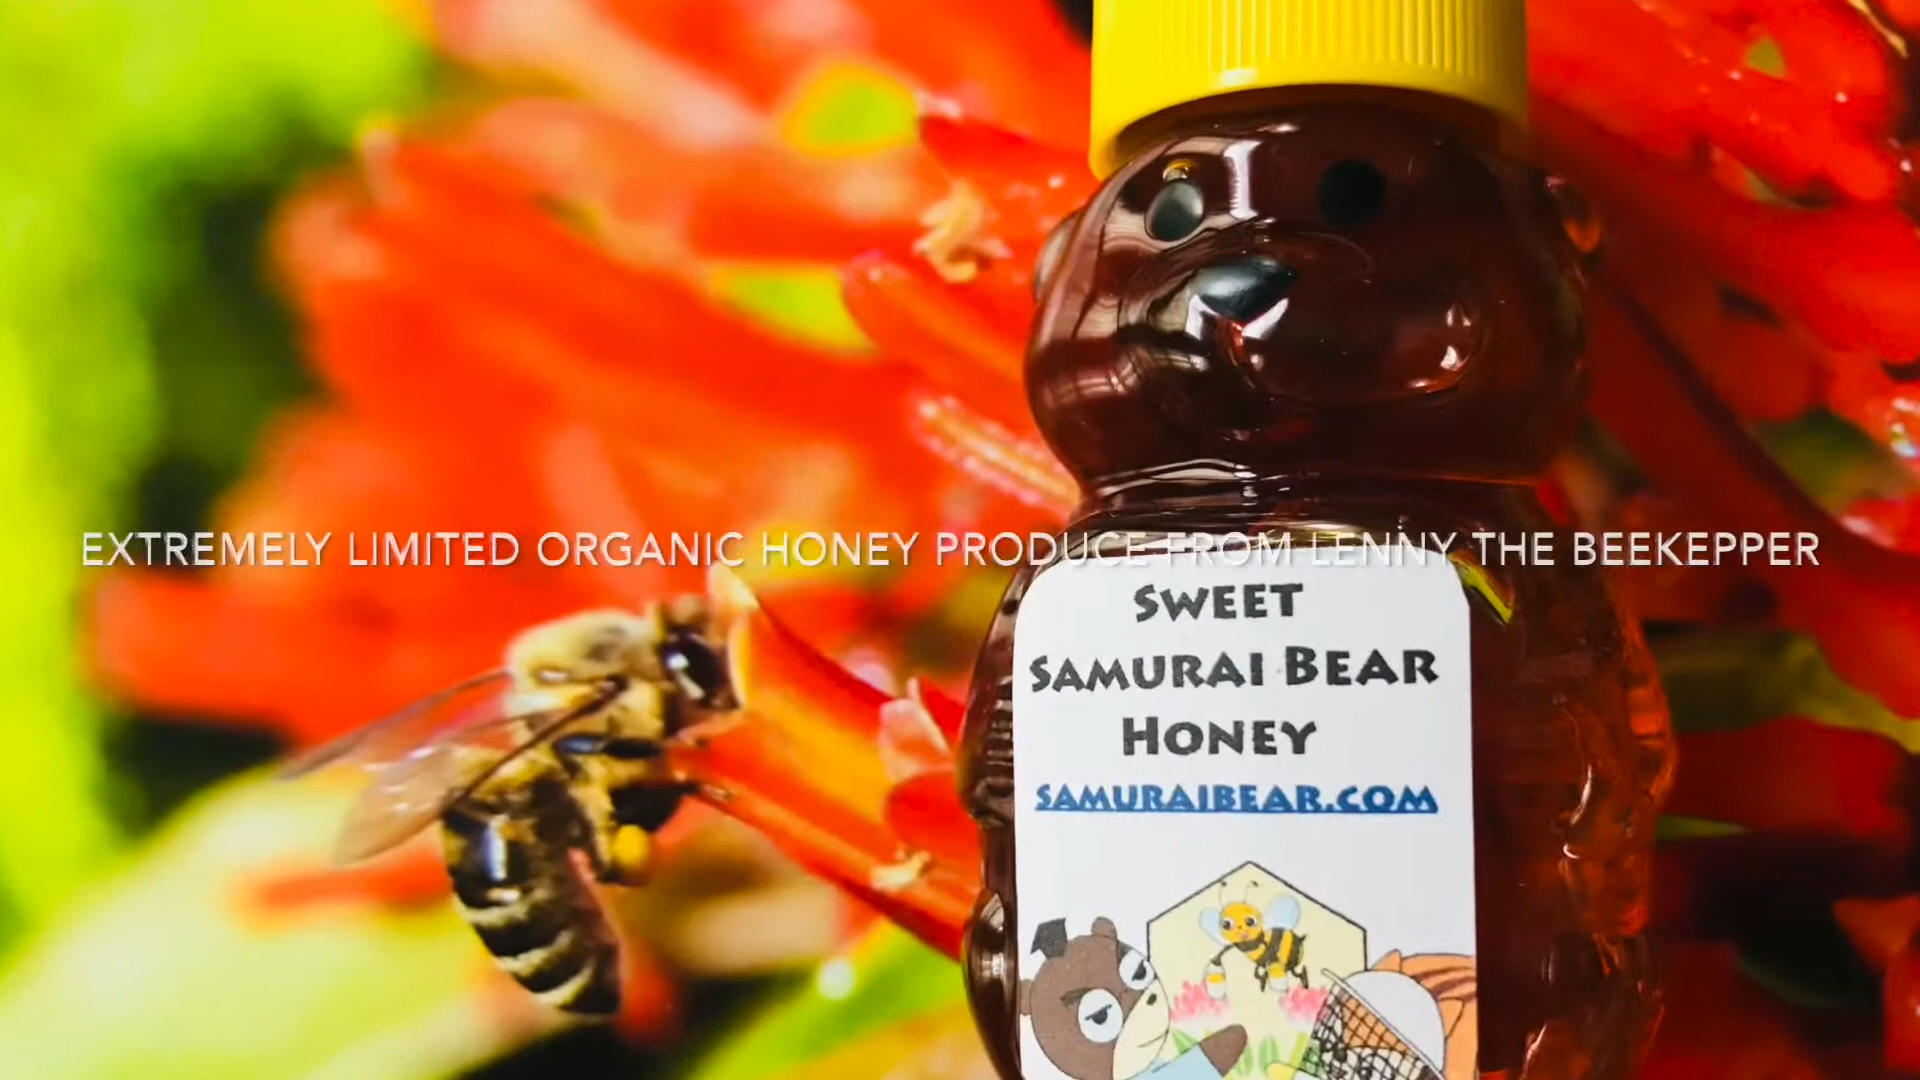 EXTREMELY LIMITED ORGANIC HONEY PRODUCE FROM LENNY THE BEEKEPPER
SWEET
SAMURAI BEAR
HONEY
SAMURAIBEAR.COM